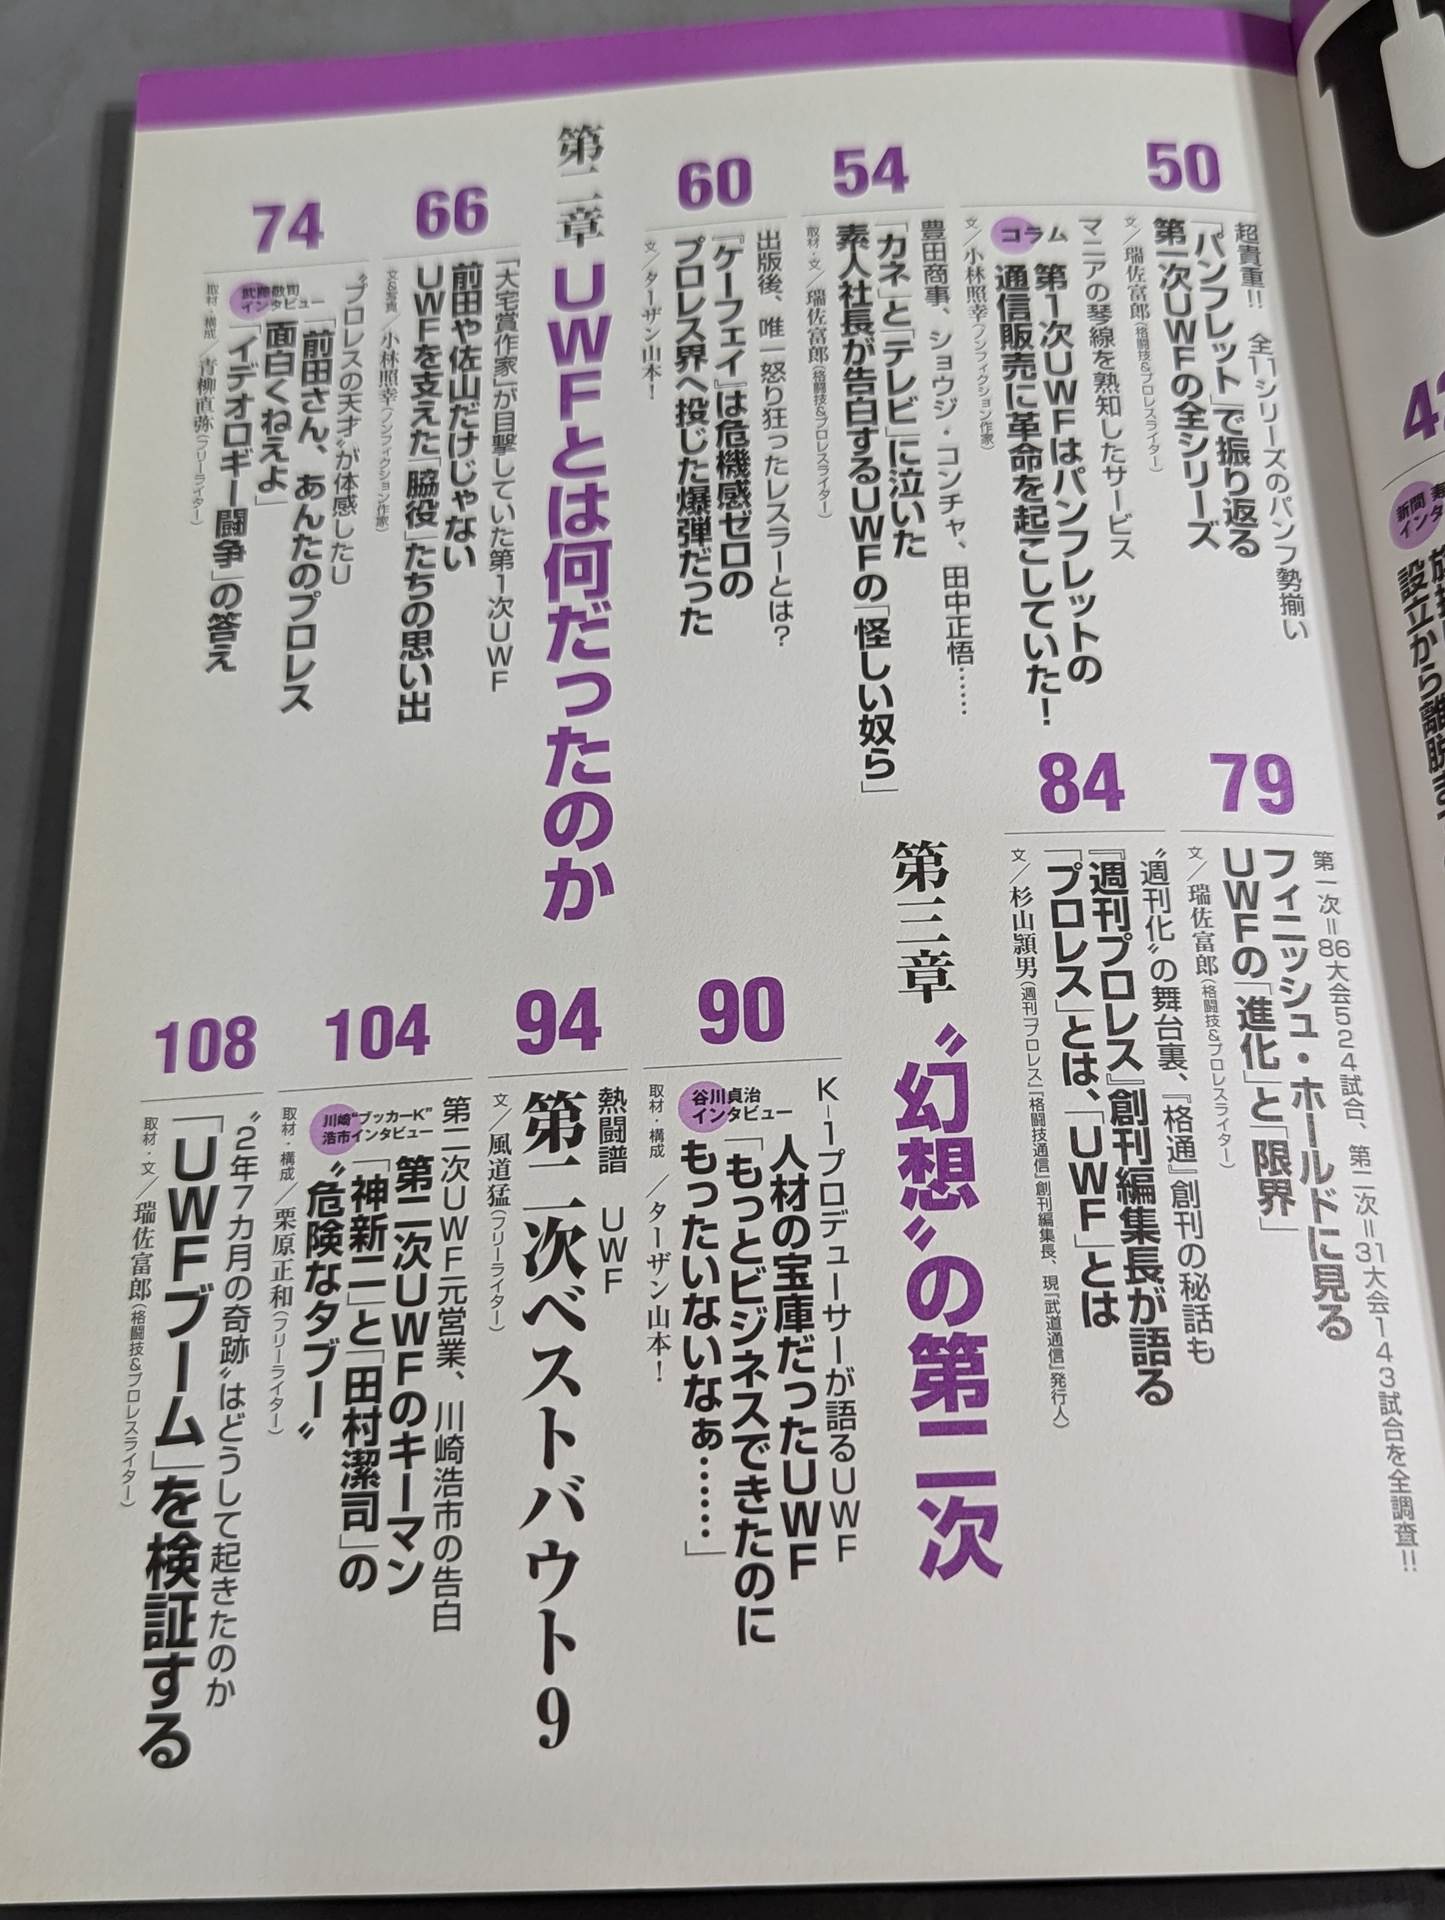 50
超貴重!! 全11シリーズのパンフ勢揃い
「パンフレット」で振り返る
第一次UWFの全シリーズ
文/瑞佐富郎(格闘技&プロレスライター)
マニアの琴線を熟知したサービス
コラム
第1次UWFはパンフレットの
通信販売に革命を起こしていた!
文/小林照幸(ノンフィクション作家)
54
豊田商事、ショウジ・コンチャ、田中正悟……
「カネ」と「テレビ」に泣いた
素人社長が告白するUWFの「怪しい奴ら」
取材・文/瑞佐富郎(格闘技&プロレスライター)
60
出版後、唯一怒り狂ったレスラーとは?
『ケーフェイ』は危機感ゼロの
プロレス界へ投じた爆弾だった
文/ターザン山本!
第二章 UWFとは何だったのか
66
「大宅賞作家」が目撃していた第1次UWF
前田や佐山だけじゃない
UWFを支えた「脇役」たちの思い出
文&写真/小林照幸(ノンフィクション作家)
74
〝プロレスの天才〟が体感したU
武藤敬司
インタビュー
「前田さん、あんたのプロレス
面白くねえよ」
「イデオロギー闘争」の答え
取材・構成/青柳直弥(フリーライター)
79
第一次=86大会524試合、第二次=31大会143試合を全調査!!
フィニッシュ・ホールドに見る
UWFの「進化」と「限界」
文/瑞佐富郎(格闘技&プロレスライター)
84
〝週刊化〟の舞台裏、『格通』創刊の秘話も
『週刊プロレス』創刊編集長が語る
「プロレス」とは、「UWF」とは
文/杉山頴男(週刊『プロレス』『格闘技通信』創刊編集長、現『武道通信』発行人)
第三章 〝幻想〟の第二次
90
K-1プロデューサーが語るUWF
谷川貞治
インタビュー
人材の宝庫だったUWF
「もっとビジネスできたのに
もったいないなぁ……」
取材・構成/ターザン山本!
94
熱闘譜 UWF
第二次ベストバウト9
文/風道猛(フリーライター)
104
第二次UWF元営業、川崎浩市の告白
川崎“ブッカーK”
浩市インタビュー
第二次UWFのキーマン
「神新二」と「田村潔司」の
〝危険なタブー〟
取材・構成/栗原正和(フリーライター)
108
〝2年7カ月の奇跡〟はどうして起きたのか
「UWFブーム」を検証する
取材・文/瑞佐富郎(格闘技&プロレスライター)